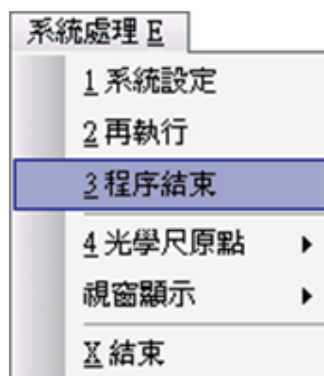 系統處理 E
1 系統設定
2 再執行
3 程序結束
4 光學尺原點
視窗顯示
X 結束